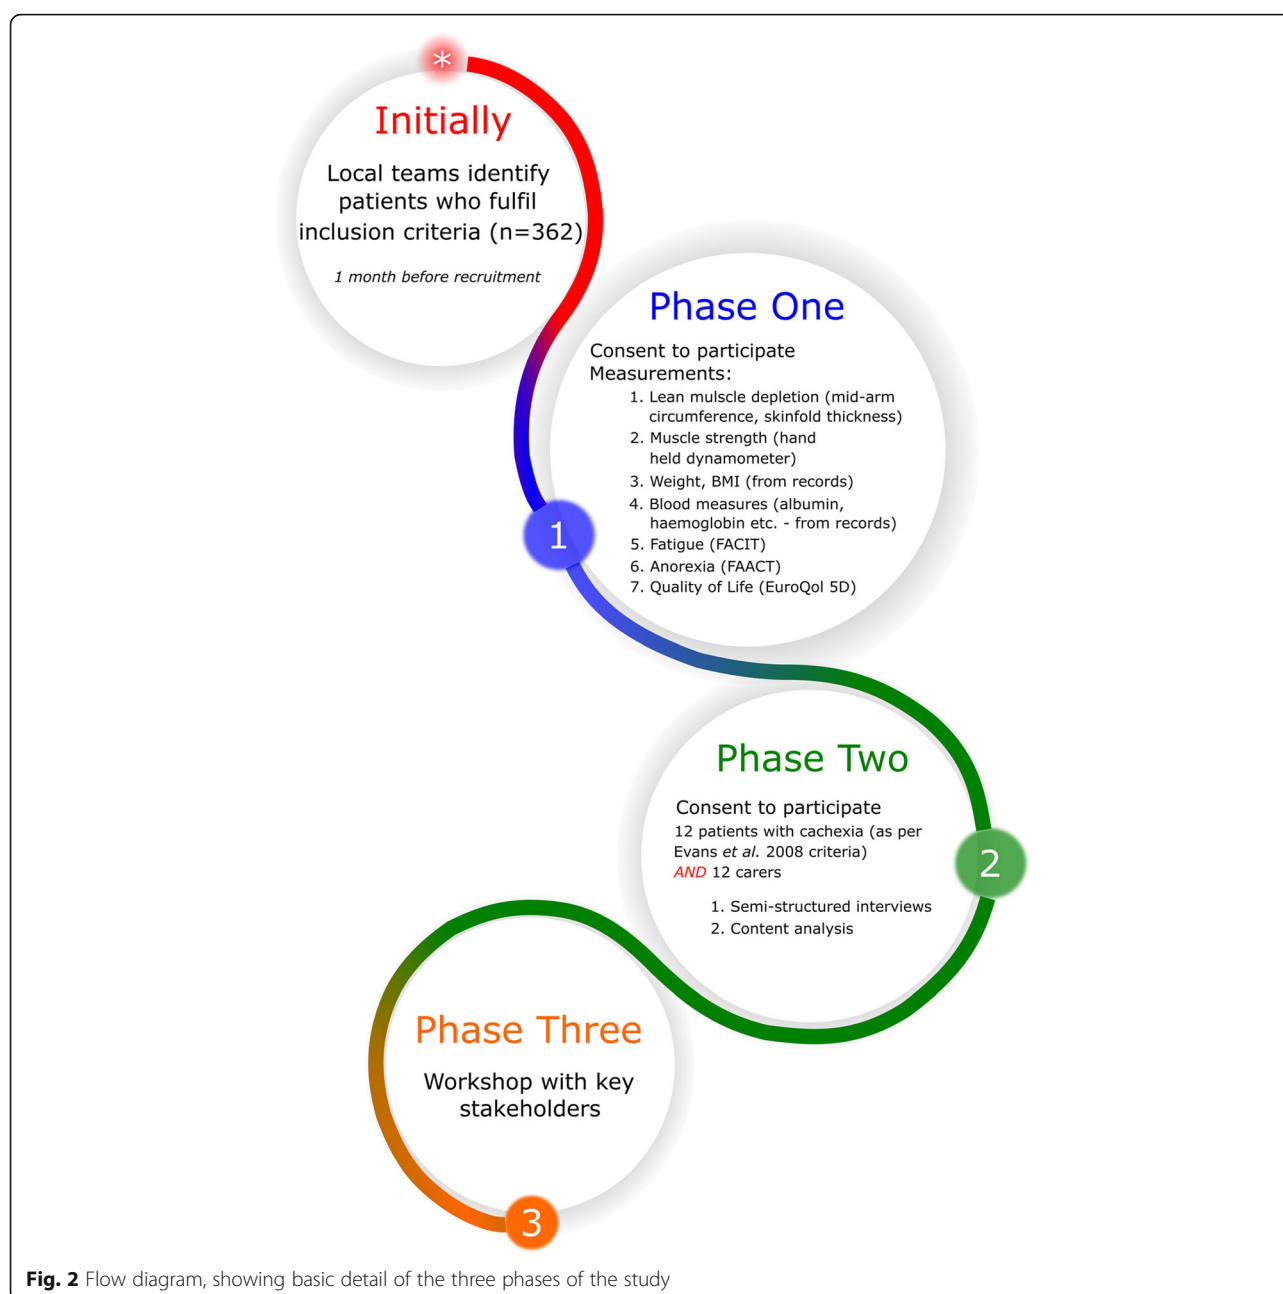 *
Initially
Local teams identify
patients who fulfil
inclusion criteria (n=362)
1 month before recruitment
Phase One
Consent to participate
Measurements:
1. Lean mulscle depletion (mid-arm
circumference, skinfold thickness)
2. Muscle strength (hand
held dynamometer)
3. Weight, BMI (from records)
4. Blood measures (albumin,
haemoglobin etc. - from records)
5. Fatigue (FACIT)
6. Anorexia (FAACT)
7. Quality of Life (EuroQol 5D)
1
Phase Two
Consent to participate
12 patients with cachexia (as per
Evans et al. 2008 criteria)
AND 12 carers
1. Semi-structured interviews
2. Content analysis
2
Phase Three
Workshop with key
stakeholders
3
Fig. 2 Flow diagram, showing basic detail of the three phases of the study